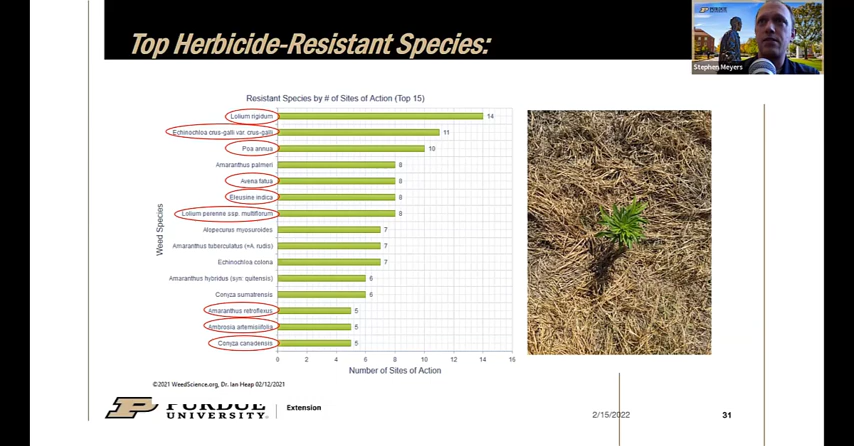 Top Herbicide-Resistant Species:
PURDUE
UNIVERSITY
Stephen Meyers
Resistant Species by # of Sites of Action (Top 15)
Weed Species
Lolium rigidum 14
Echinochloa crus-galli var. crus-galli 11
Poa annua 10
Amaranthus palmeri 8
Avena fatua 8
Eleusine indica 8
Lolium perenne ssp. multiflorum 8
Alopecurus myosuroides 7
Amaranthus tuberculatus (=A. rudis) 7
Echinochloa colona 7
Amaranthus hybridus (syn: quitensis) 6
Conyza sumatrensis 6
Amaranthus retroflexus 5
Ambrosia artemisiifolia 5
Conyza canadensis 5
0 2 4 6 8 10 12 14 16
Number of Sites of Action
©2021 WeedScience.org, Dr. Ian Heap 02/12/2021
PURDUE
UNIVERSITY.
Extension
2/15/2022
31